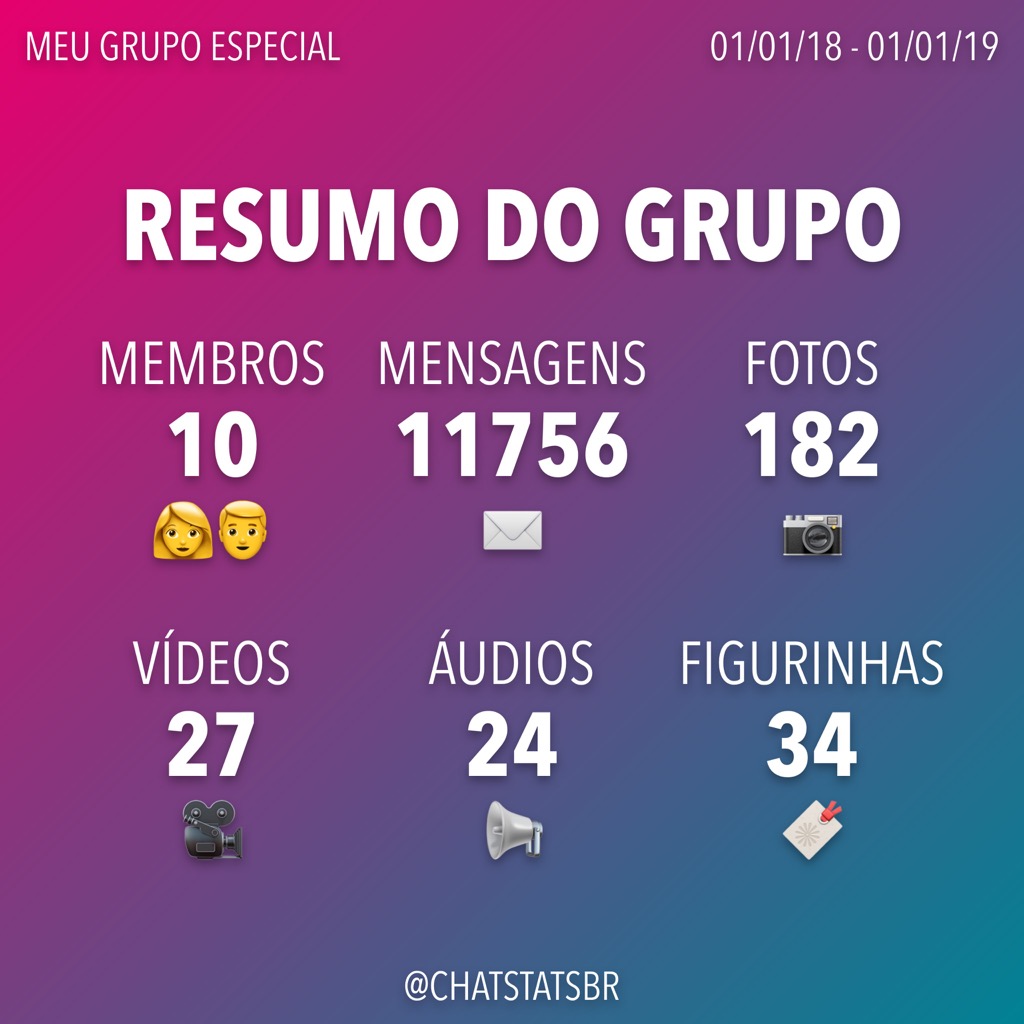 MEU GRUPO ESPECIAL
01/01/18 - 01/01/19
RESUMO DO GRUPO
MEMBROS MENSAGENS FOTOS
10 11756 182
VÍDEOS ÁUDIOS FIGURINHAS
27 24 34
@CHATSTATSBR